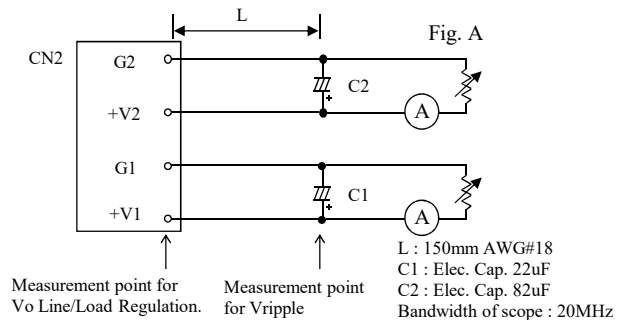 L
Fig. A
CN2
G2
C2
+V2
A
G1
C1
+V1
A
L : 150mm AWG#18
C1 : Elec. Cap. 22uF
C2 : Elec. Cap. 82uF
Bandwidth of scope : 20MHz
Measurement point for
Vo Line/Load Regulation.
Measurement point
for Vripple